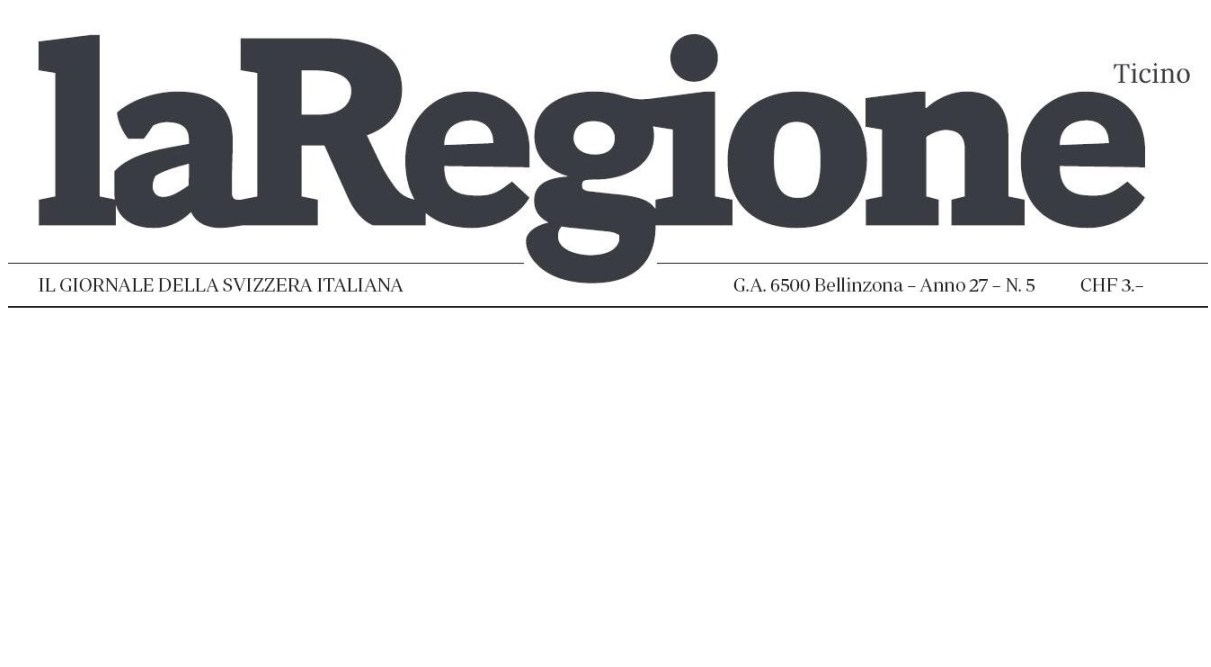 laRegione
Ticino
IL GIORNALE DELLA SVIZZERA ITALIANA
G.A. 6500 Bellinzona – Anno 27 – N. 5
CHF 3.–